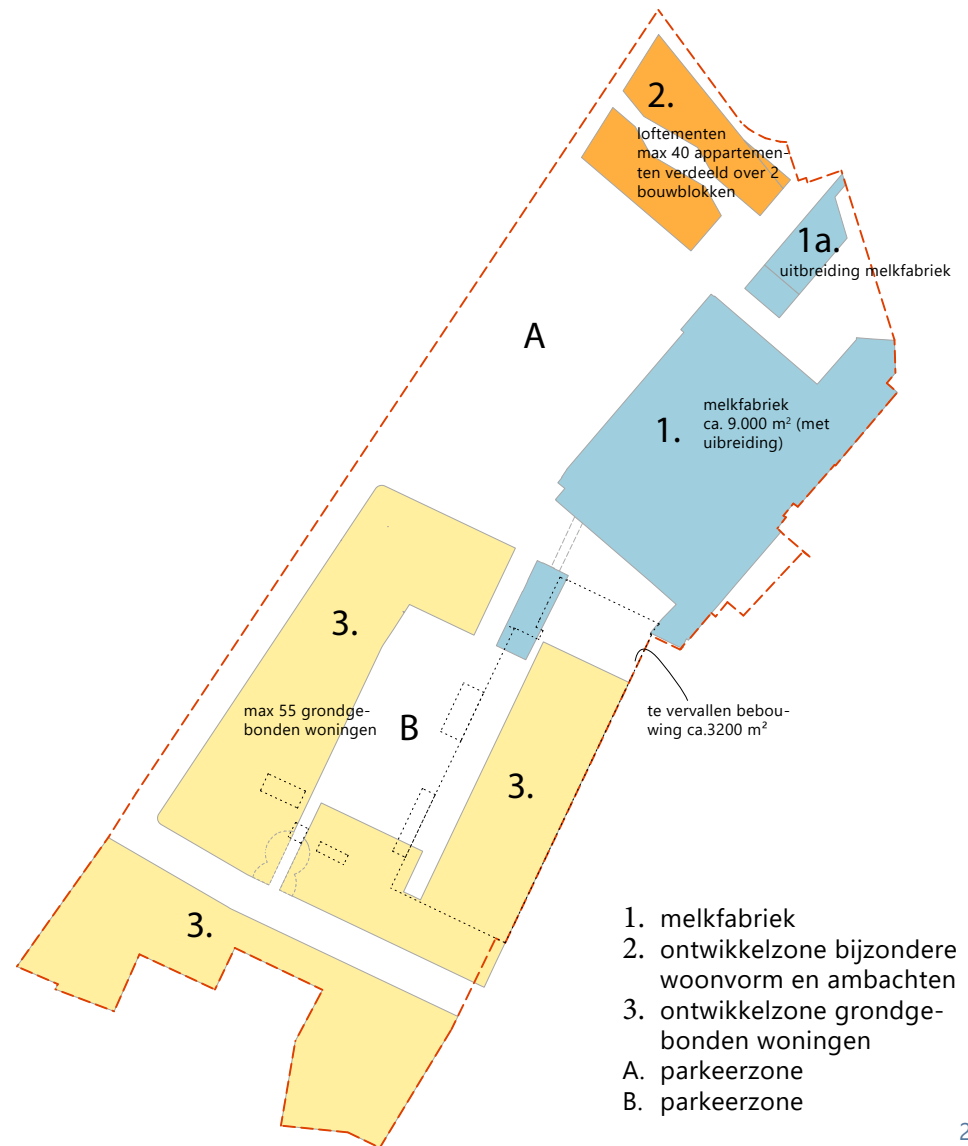 2.
loftementen
max 40 appartemen-
ten verdeeld over 2
bouwblokken
1a.
uitbreiding melkfabriek
A
1.
melkfabriek
ca. 9.000 m² (met
uibreiding)
3.
max 55 grondge-
bonden woningen
B
te vervallen bebou-
wing ca.3200 m²
3.
3.
1. melkfabriek
2. ontwikkelzone bijzondere
woonvorm en ambachten
3. ontwikkelzone grondge-
bonden woningen
A. parkeerzone
B. parkeerzone
2